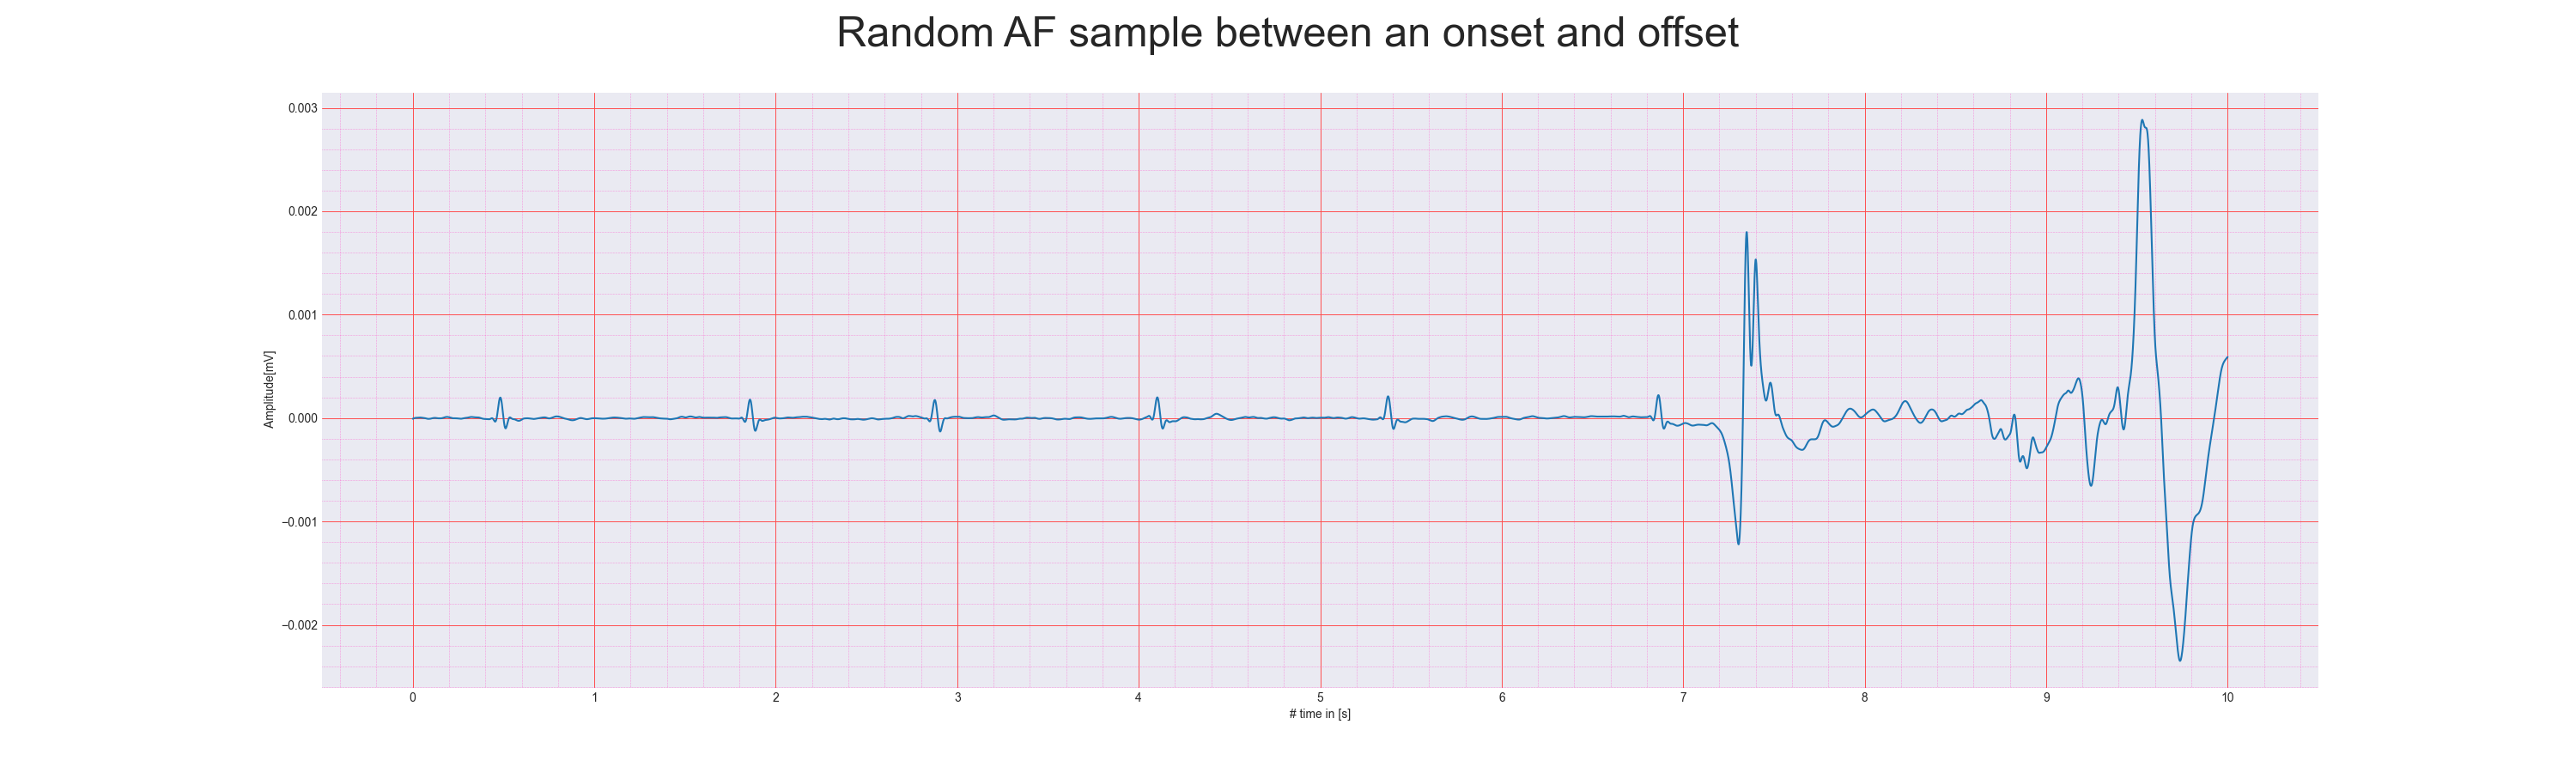 Random AF sample between an onset and offset
0.003
0.002
0.001
0.000
−0.001
−0.002
Amplitude[mV]
0 1 2 3 4 5 6 7 8 9 10
# time in [s]